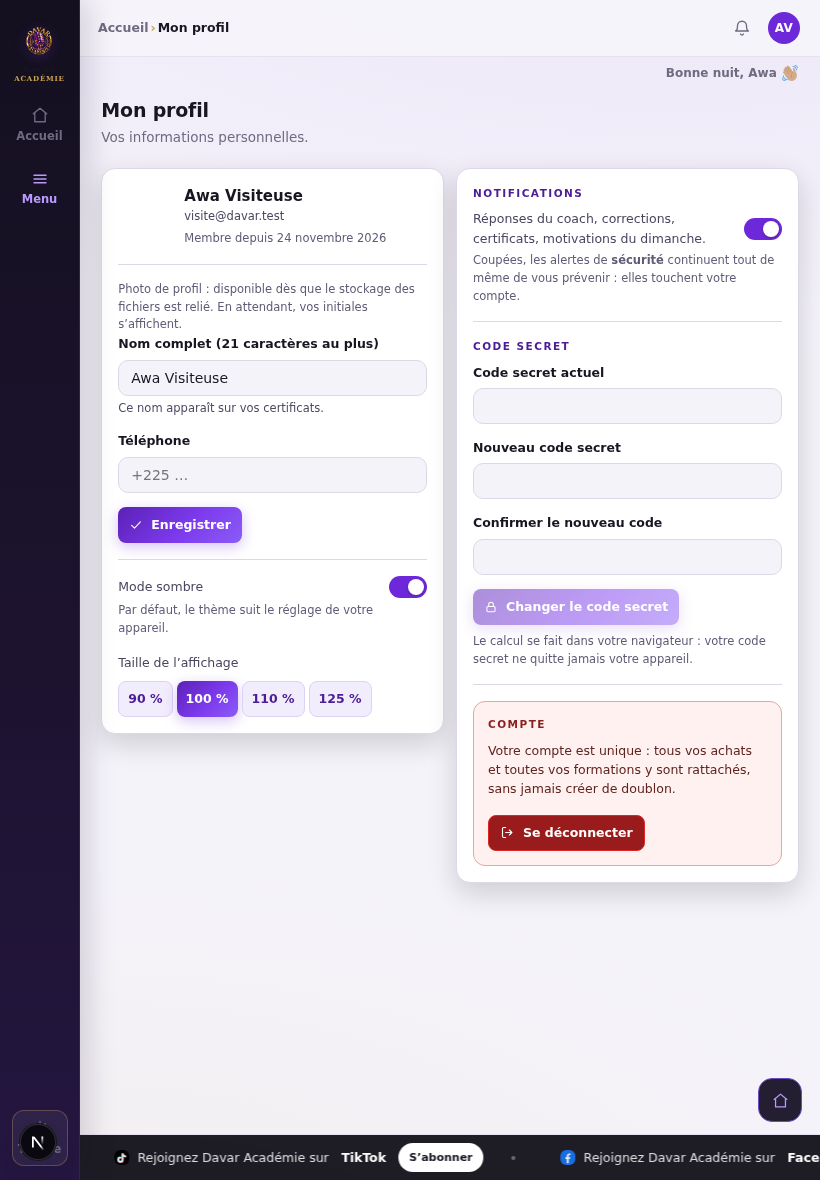 ACADÉMIE
Accueil
Menu
Accueil › Mon profil
AV
Bonne nuit, Awa 👋🏽
Mon profil
Vos informations personnelles.
Awa Visiteuse
visite@davar.test
Membre depuis 24 novembre 2026
Photo de profil : disponible dès que le stockage des
fichiers est relié. En attendant, vos initiales
s’affichent.
Nom complet (21 caractères au plus)
Awa Visiteuse
Ce nom apparaît sur vos certificats.
Téléphone
+225 ...
Enregistrer
Mode sombre
Par défaut, le thème suit le réglage de votre
appareil.
Taille de l’affichage
90 % 100 % 110 % 125 %
NOTIFICATIONS
Réponses du coach, corrections,
certificats, motivations du dimanche.
Coupées, les alertes de sécurité continuent tout de
même de vous prévenir : elles touchent votre
compte.
CODE SECRET
Code secret actuel
Nouveau code secret
Confirmer le nouveau code
Changer le code secret
Le calcul se fait dans votre navigateur : votre code
secret ne quitte jamais votre appareil.
COMPTE
Votre compte est unique : tous vos achats
et toutes vos formations y sont rattachés,
sans jamais créer de doublon.
Se déconnecter
N
Rejoignez Davar Académie sur TikTok S’abonner • Rejoignez Davar Académie sur Face